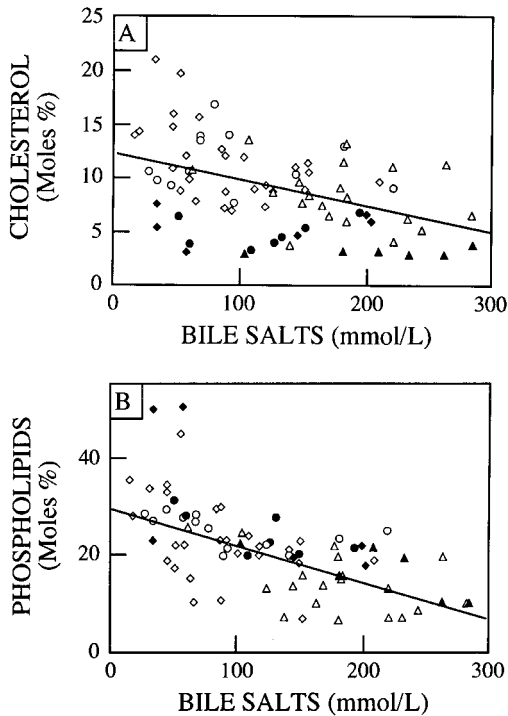 A
25
20
15
10
5
0
CHOLESTEROL
(Moles %)
0 100 200 300
BILE SALTS (mmol/L)
B
40
20
0
PHOSPHOLIPIDS
(Moles %)
0 100 200 300
BILE SALTS (mmol/L)